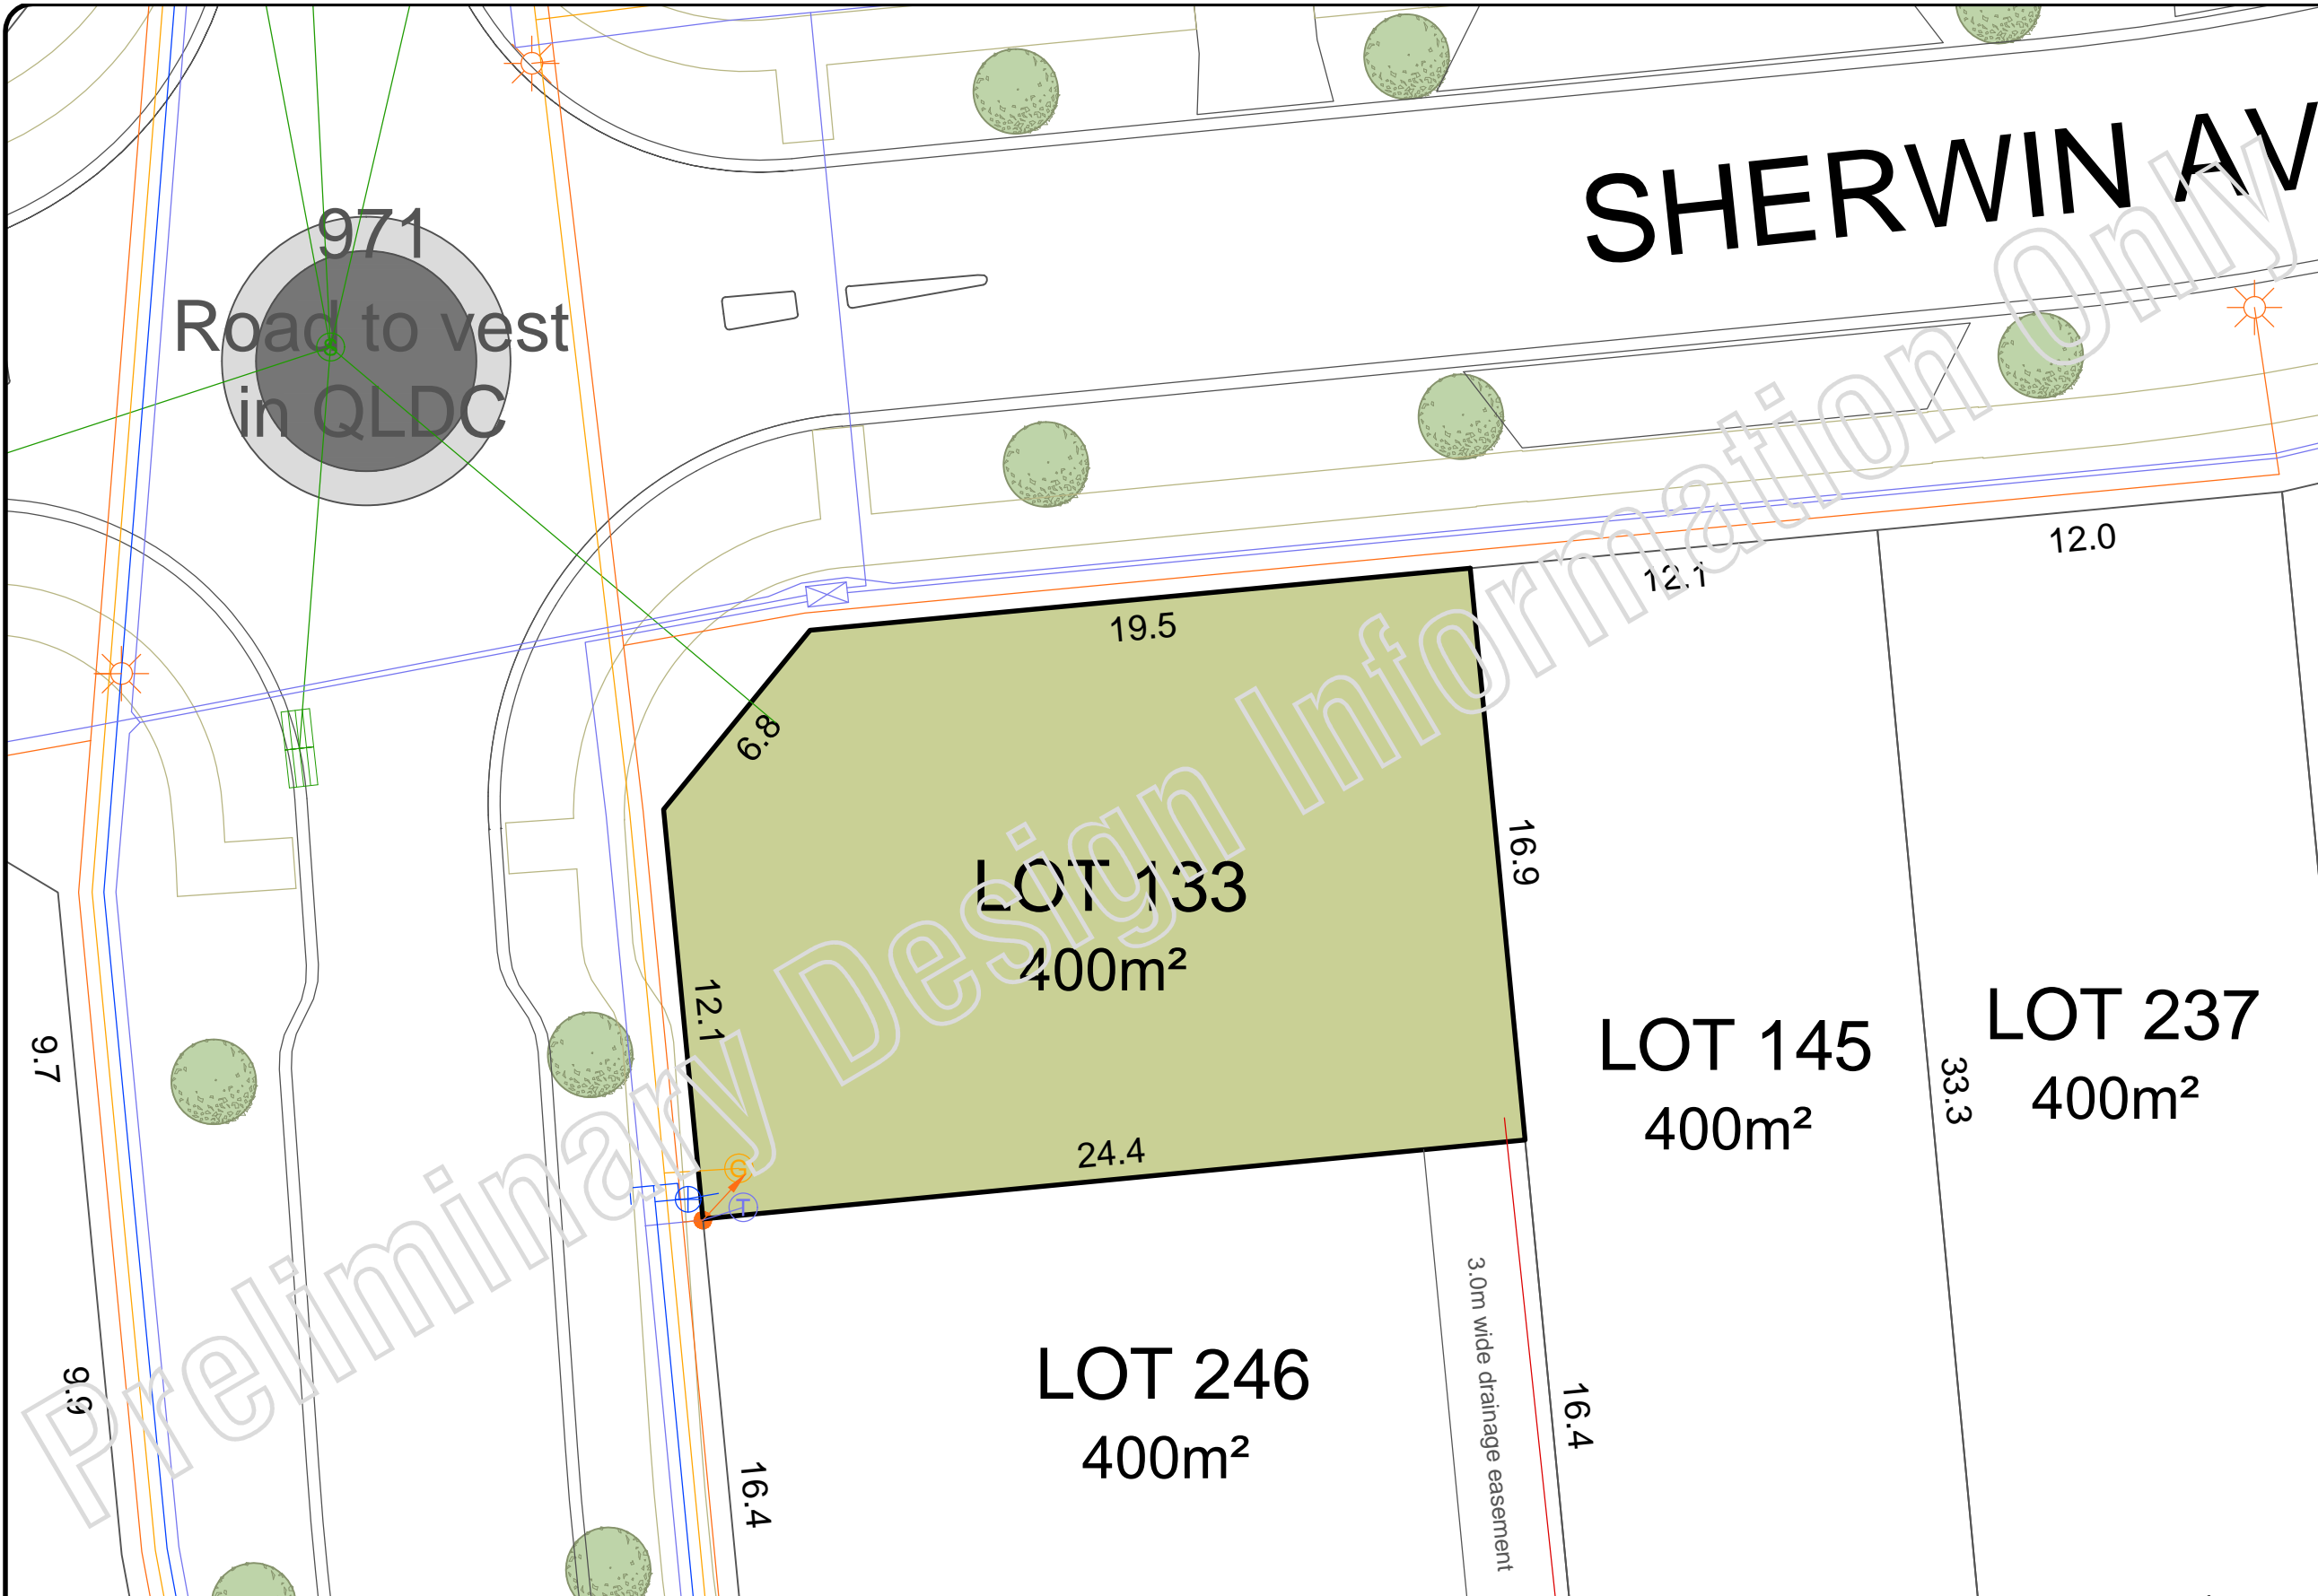 SHERWIN AV
971
Road to vest
in QLDC
S
12.0
12.1
19.5
6.8
16.9
LOT 133
400m²
12.1
24.4
G
T
LOT 145
400m²
LOT 237
400m²
33.3
9.7
9.9
LOT 246
400m²
3.0m wide drainage easement
16.4
16.4
Preliminary Design Information Only